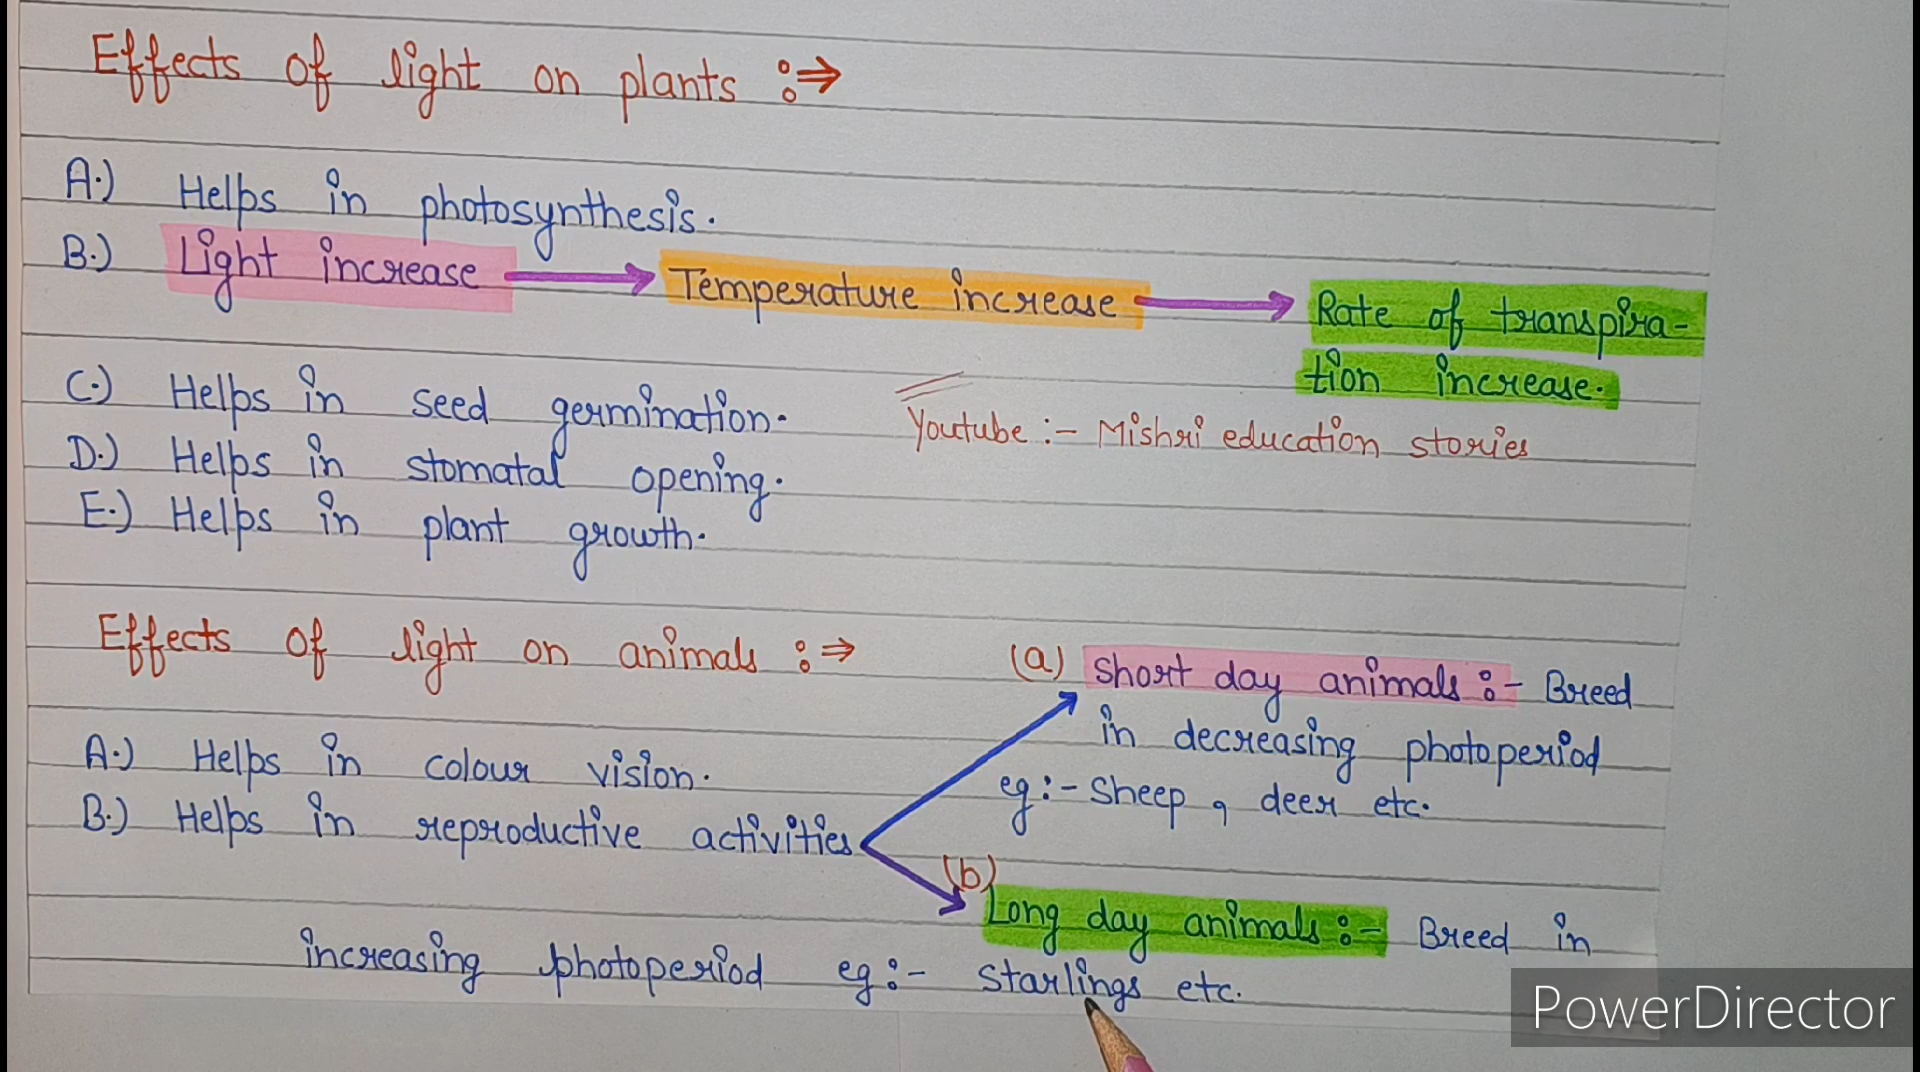 Effects of light on plants :⇒
A.) Helps in photosynthesis.
B.) Light increase → Temperature increase → Rate of transpira-
tion increase.
C.) Helps in seed germination.
Youtube :- Mishri education stories
D.) Helps in stomatal opening.
E.) Helps in plant growth.
Effects of light on animals :⇒
A.) Helps in colour vision.
B.) Helps in reproductive activities
(a) Short day animals :- Breed
in decreasing photoperiod
eg :- Sheep, deer etc.
(b)
Long day animals :- Breed in
increasing photoperiod eg :- Starlings etc.
PowerDirector